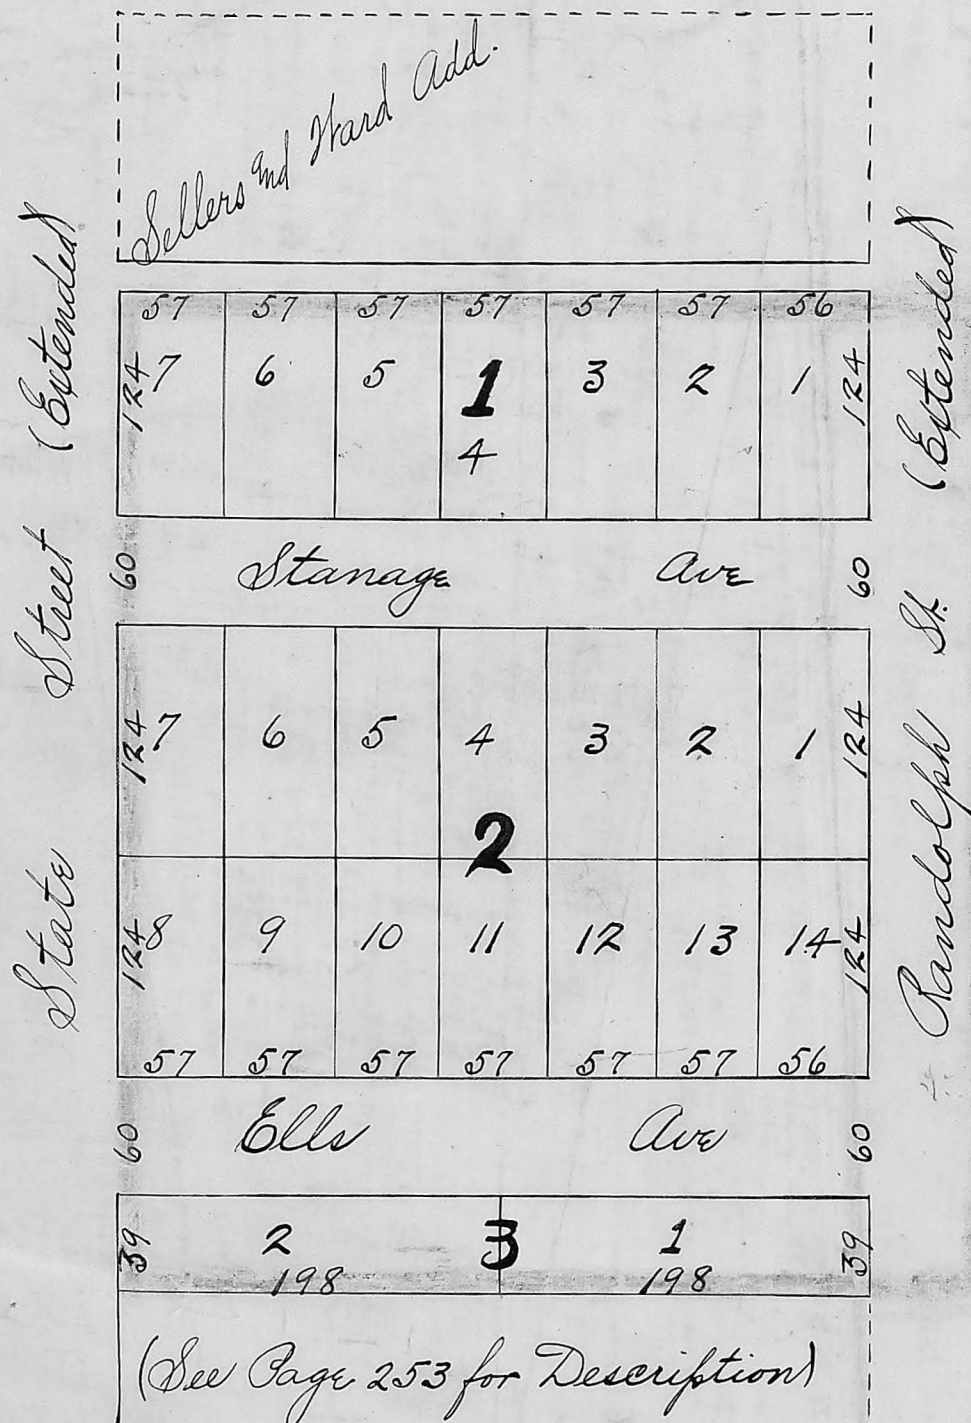 Sellers 2nd Ward Add.
57 57 57 57 57 57 56
124 7 6 5 1 3 2 1 124
4
60 Stanage Ave 60
124 7 6 5 4 3 2 1 124
2
124 8 9 10 11 12 13 14 124
57 57 57 57 57 57 56
60 Ells Ave 60
39 2 3 1 39
198 198
(See Page 253 for Description)
State Street (Extended)
Randolph St. (Extended)